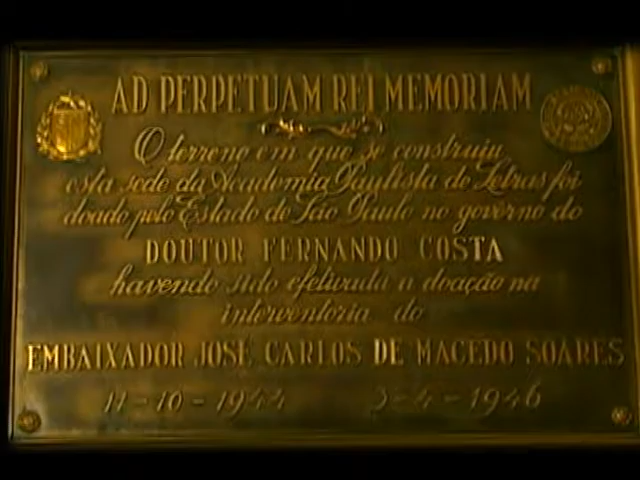 AD PERPETUAM REI MEMORIAM
O terreno em que se construiu
esta sede da Academia Paulista de Letras foi
doado pelo Estado de São Paulo no governo do
DOUTOR FERNANDO COSTA
havendo sido efetivada a doação na
interventoria do
EMBAIXADOR JOSÉ CARLOS DE MACEDO SOARES
11-10-1944 3-4-1946